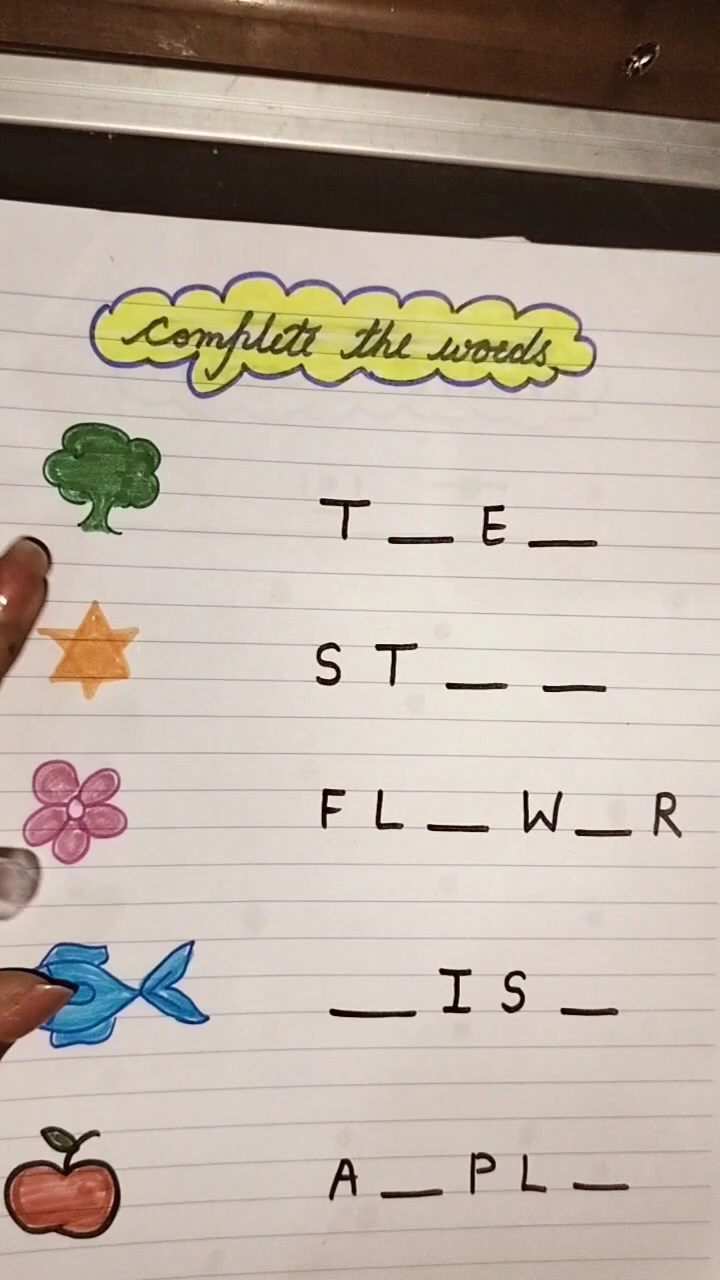 complete the words
T _ E _
S T _ _
F L _ W _ R
_ I S _
A _ P L _